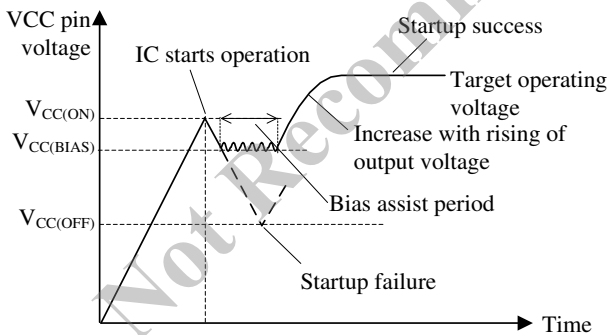 VCC pin
voltage
Startup success
IC starts operation
Target operating
voltage
VCC(ON)
Increase with rising of
output voltage
VCC(BIAS)
Bias assist period
VCC(OFF)
Startup failure
Time
Not Recomm